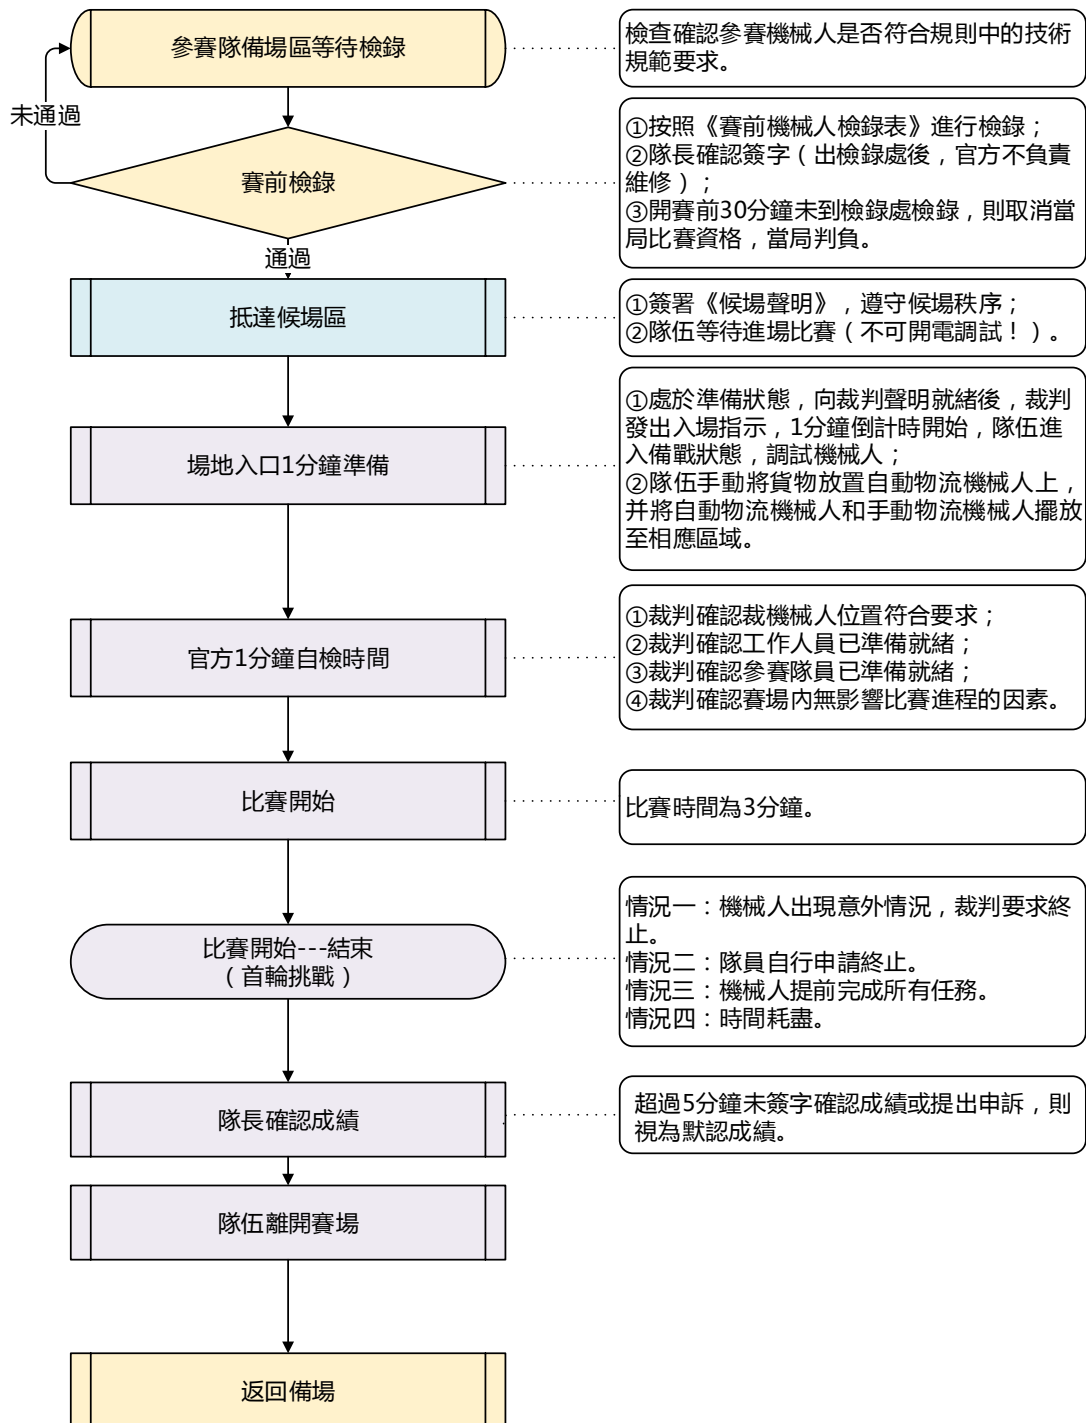 參賽隊備場區等待檢錄
檢查確認參賽機械人是否符合規則中的技術
規範要求。
未通過
賽前檢錄
①按照《賽前機械人檢錄表》進行檢錄；
②隊長確認簽字（出檢錄處後，官方不負責
維修）；
③開賽前30分鐘未到檢錄處檢錄，則取消當
局比賽資格，當局判負。
通過
抵達候場區
①簽署《候場聲明》，遵守候場秩序；
②隊伍等待進場比賽（不可開電調試！）。
場地入口1分鐘準備
①處於準備狀態，向裁判聲明就緒後，裁判
發出入場指示，1分鐘倒計時開始，隊伍進
入備戰狀態，調試機械人；
②隊伍手動將貨物放置自動物流機械人上，
并將自動物流機械人和手動物流機械人擺放
至相應區域。
官方1分鐘自檢時間
①裁判確認裁機械人位置符合要求；
②裁判確認工作人員已準備就緒；
③裁判確認參賽隊員已準備就緒；
④裁判確認賽場內無影響比賽進程的因素。
比賽開始
比賽時間為3分鐘。
比賽開始---結束
（首輪挑戰）
情況一：機械人出現意外情況，裁判要求終
止。
情況二：隊員自行申請終止。
情況三：機械人提前完成所有任務。
情況四：時間耗盡。
隊長確認成績
超過5分鐘未簽字確認成績或提出申訴，則
視為默認成績。
隊伍離開賽場
返回備場